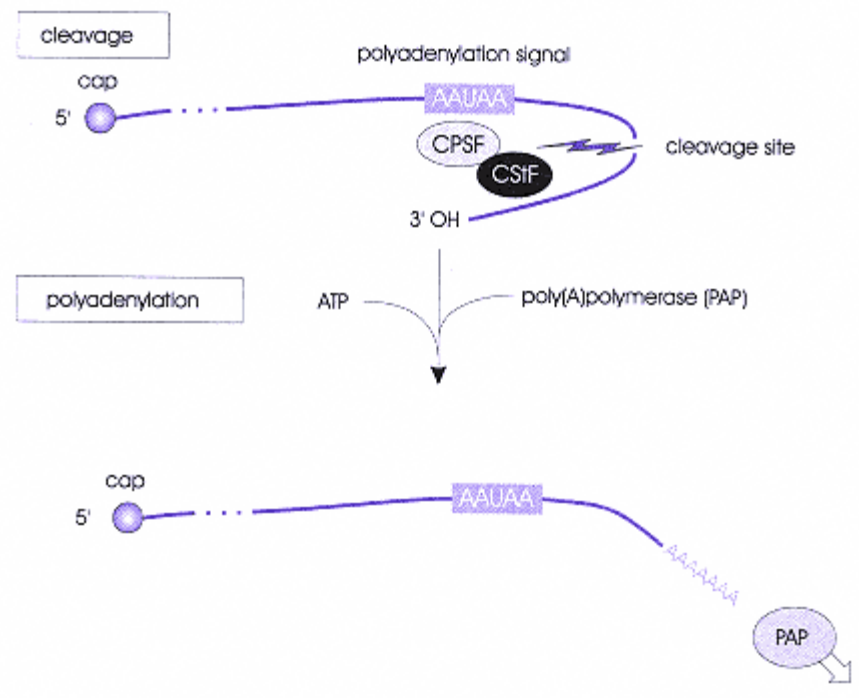 cleavage
polyadenylation signal
cap
5'
AAUAA
CPSF
cleavage site
CStF
3' OH
polyadenylation
ATP
poly(A)polymerase (PAP)
cap
5'
AAUAA
AAAAAAA
PAP